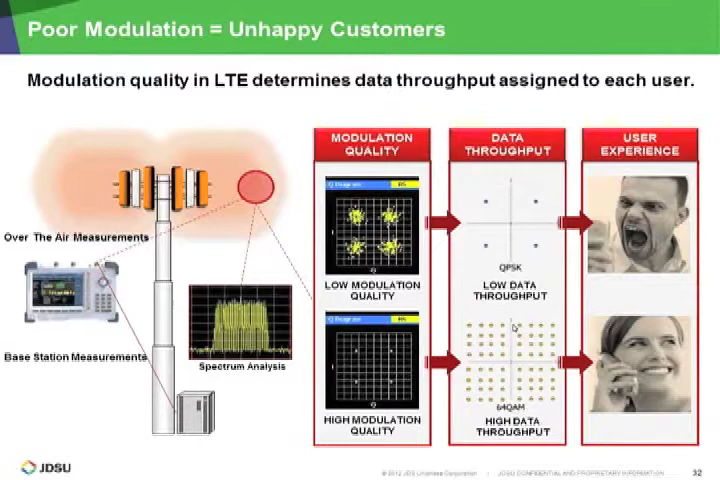 Poor Modulation = Unhappy Customers
Modulation quality in LTE determines data throughput assigned to each user.
MODULATION
QUALITY
DATA
THROUGHPUT
USER
EXPERIENCE
Over The Air Measurements
Base Station Measurements
Spectrum Analysis
LOW MODULATION
QUALITY
QPSK
LOW DATA
THROUGHPUT
HIGH MODULATION
QUALITY
64QAM
HIGH DATA
THROUGHPUT
JDSU
© 2012 JDS Uniphase Corporation | JDSU CONFIDENTIAL AND PROPRIETARY INFORMATION
32